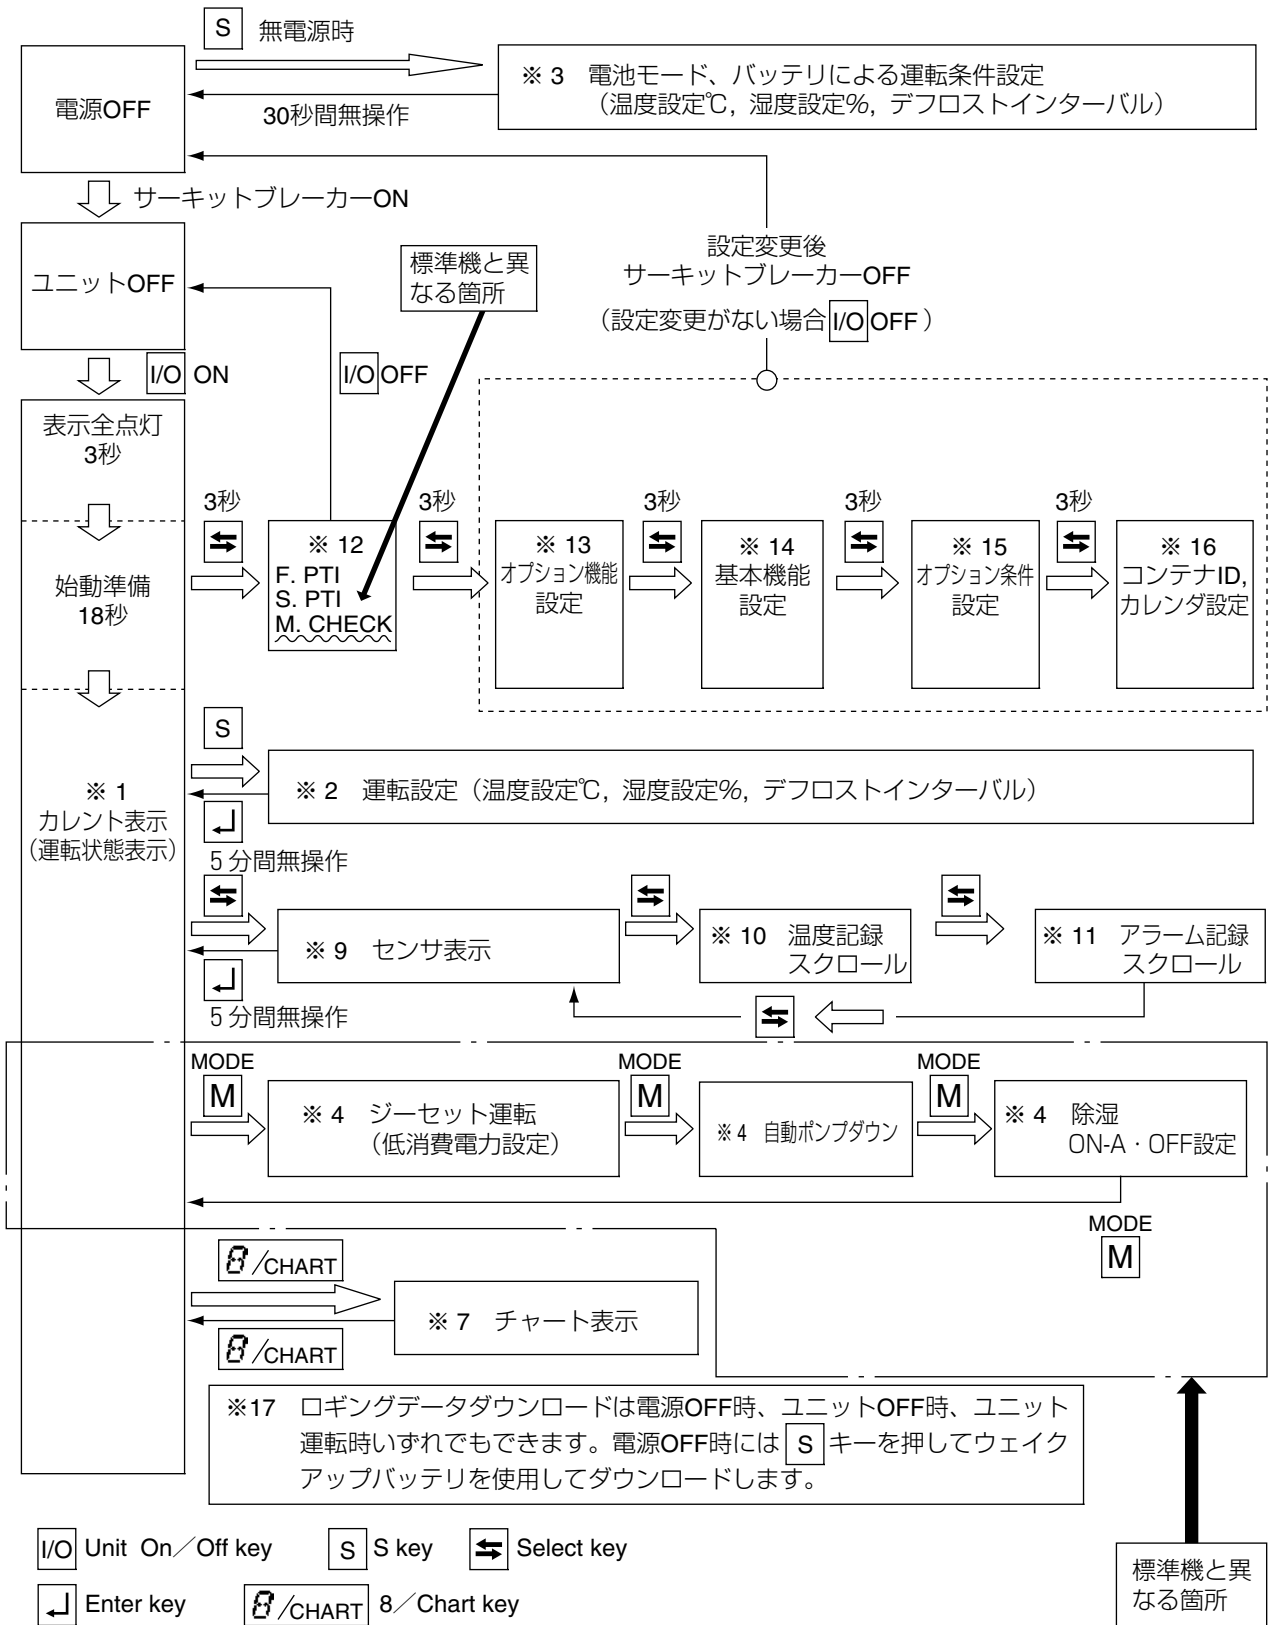 S 無電源時
電源OFF
※ 3 電池モード、バッテリによる運転条件設定
（温度設定℃, 湿度設定%, デフロストインターバル）
30秒間無操作
サーキットブレーカーON
ユニットOFF
標準機と異
なる箇所
設定変更後
サーキットブレーカーOFF
（設定変更がない場合 I/O OFF ）
I/O ON
I/O OFF
表示全点灯
3秒
始動準備
18秒
3秒
※ 12
F. PTI
S. PTI
M. CHECK
3秒
※ 13
オプション機能
設定
3秒
※ 14
基本機能
設定
3秒
※ 15
オプション条件
設定
3秒
※ 16
コンテナID,
カレンダ設定
※ 1
カレント表示
（運転状態表示）
S
※ 2 運転設定（温度設定℃, 湿度設定%, デフロストインターバル）
5 分間無操作
※ 9 センサ表示
※ 10 温度記録
スクロール
※ 11 アラーム記録
スクロール
5 分間無操作
MODE
M
※ 4 ジーセット運転
（低消費電力設定）
MODE
M
※ 4 自動ポンプダウン
MODE
M
※ 4 除湿
ON-A・OFF設定
MODE
M
8/CHART
※ 7 チャート表示
8/CHART
※17 ロギングデータダウンロードは電源OFF時、ユニットOFF時、ユニット
運転時いずれでもできます。電源OFF時には S キーを押してウェイク
アップバッテリを使用してダウンロードします。
I/O Unit On／Off key
S S key
Select key
Enter key
8/CHART 8／Chart key
標準機と異
なる箇所